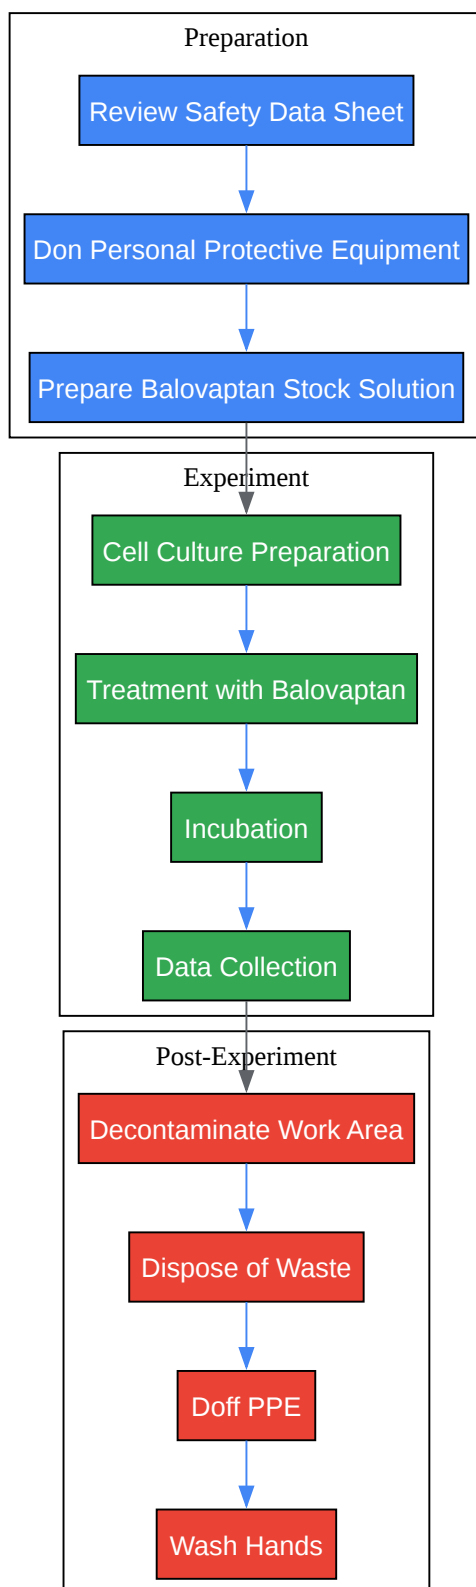 Preparation
Review Safety Data Sheet
Don Personal Protective Equipment
Prepare Balovaptan Stock Solution
Experiment
Cell Culture Preparation
Treatment with Balovaptan
Incubation
Data Collection
Post-Experiment
Decontaminate Work Area
Dispose of Waste
Doff PPE
Wash Hands